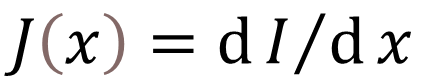 J(x) = d I/d x